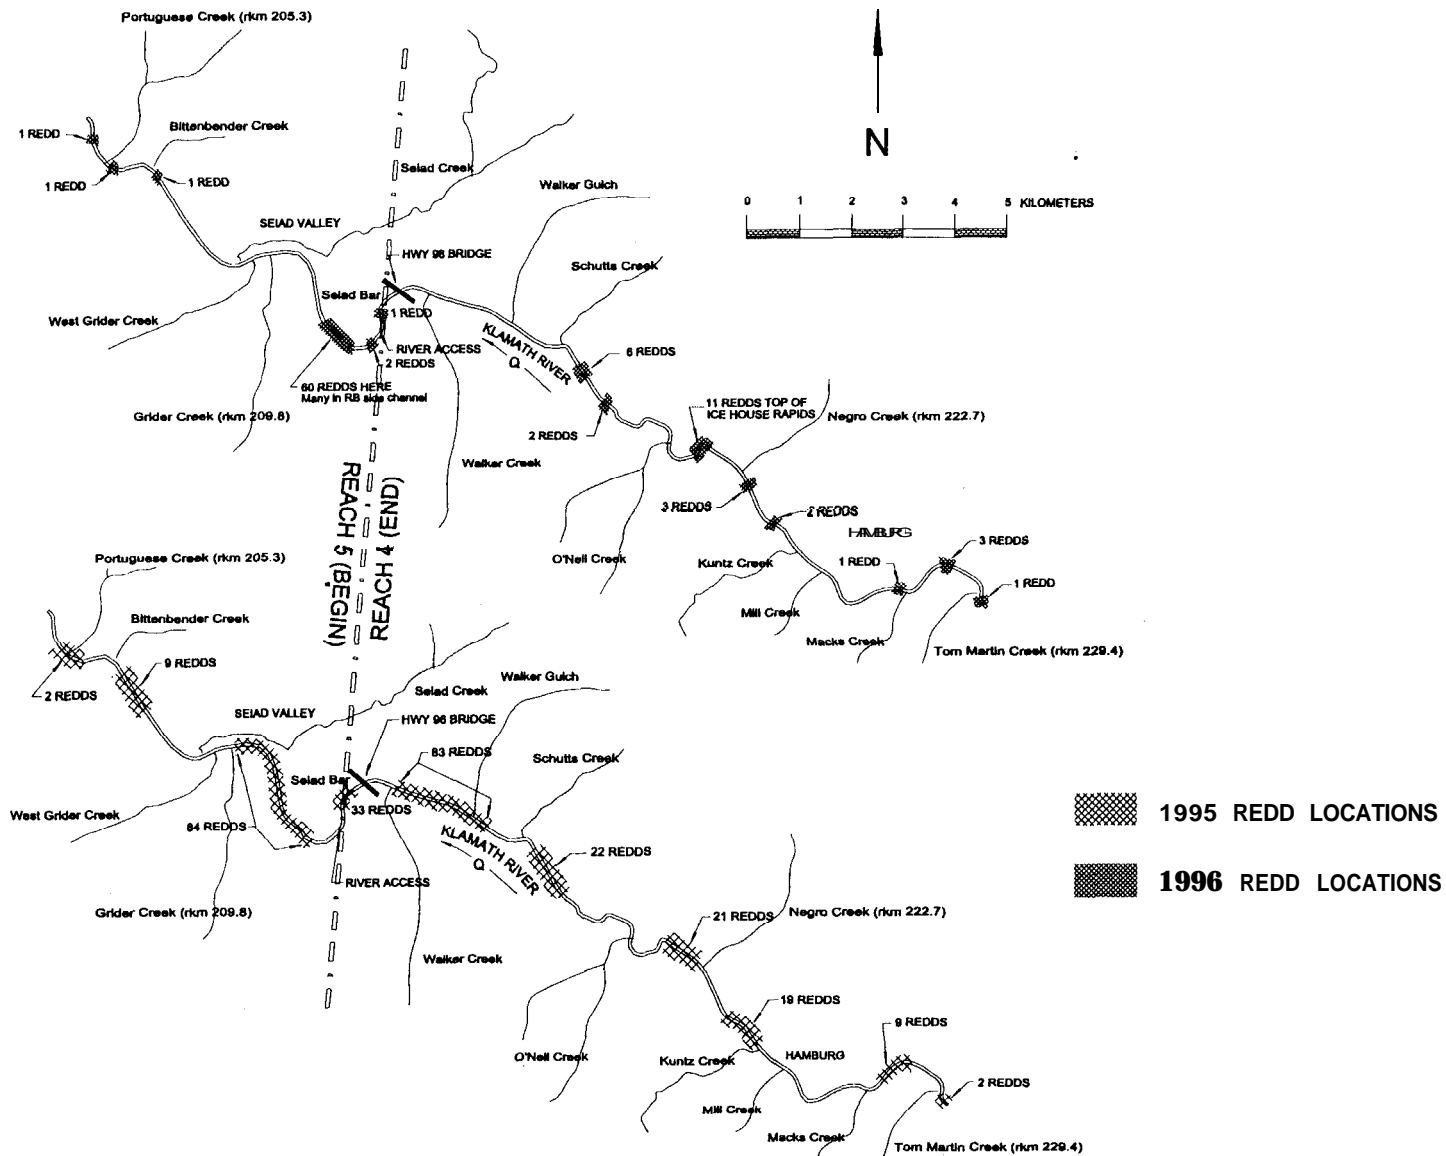 Portuguese Creek (rkm 205.3)
Bittenbender Creek
1 REDD
1 REDD
1 REDD
SEIAD VALLEY
Seiad Creek
Walker Gulch
N
0 1 2 3 4 5 KILOMETERS
HWY 96 BRIDGE
Schutts Creek
Seiad Bar
1 REDD
West Grider Creek
KLAMATH RIVER
Q
RIVER ACCESS
2 REDDS
6 REDDS
60 REDDS HERE
Many in RB side channel
Grider Creek (rkm 209.8)
11 REDDS TOP OF
ICE HOUSE RAPIDS
Negro Creek (rkm 222.7)
2 REDDS
Walker Creek
3 REDDS
2 REDDS
HAMBURG
REACH 5 (BEGIN)
REACH 4 (END)
O'Neil Creek
Kuntz Creek
1 REDD
3 REDDS
1 REDD
Mill Creek
Macks Creek
Tom Martin Creek (rkm 229.4)
Portuguese Creek (rkm 205.3)
Bittenbender Creek
9 REDDS
2 REDDS
SEIAD VALLEY
Seiad Creek
Walker Gulch
HWY 96 BRIDGE
83 REDDS
Schutts Creek
Seiad Bar
33 REDDS
West Grider Creek
84 REDDS
KLAMATH RIVER
Q
22 REDDS
RIVER ACCESS
Grider Creek (rkm 209.8)
21 REDDS
Negro Creek (rkm 222.7)
Walker Creek
19 REDDS
9 REDDS
O'Neil Creek
Kuntz Creek
HAMBURG
2 REDDS
Mill Creek
Macks Creek
Tom Martin Creek (rkm 229.4)
1995 REDD LOCATIONS
1996 REDD LOCATIONS